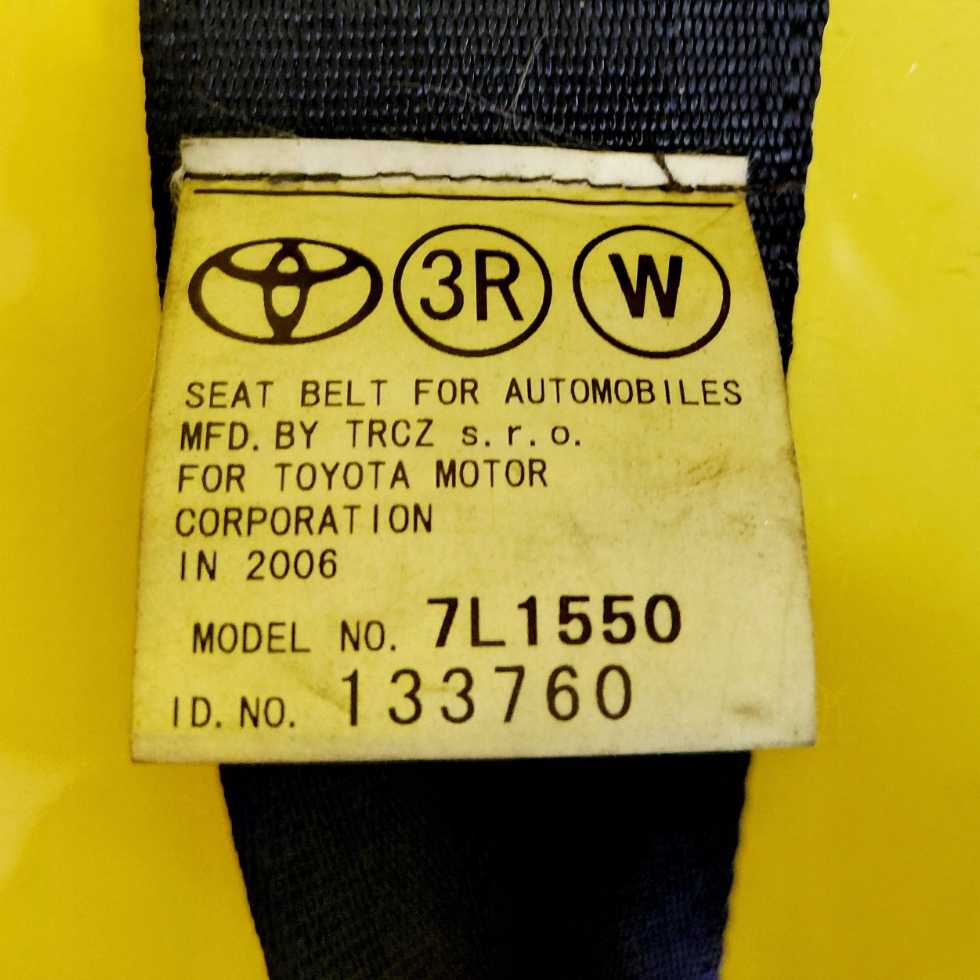 3R W
SEAT BELT FOR AUTOMOBILES
MFD. BY TRCZ s. r. o.
FOR TOYOTA MOTOR
CORPORATION
IN 2006
MODEL NO. 7L1550
ID. NO. 133760